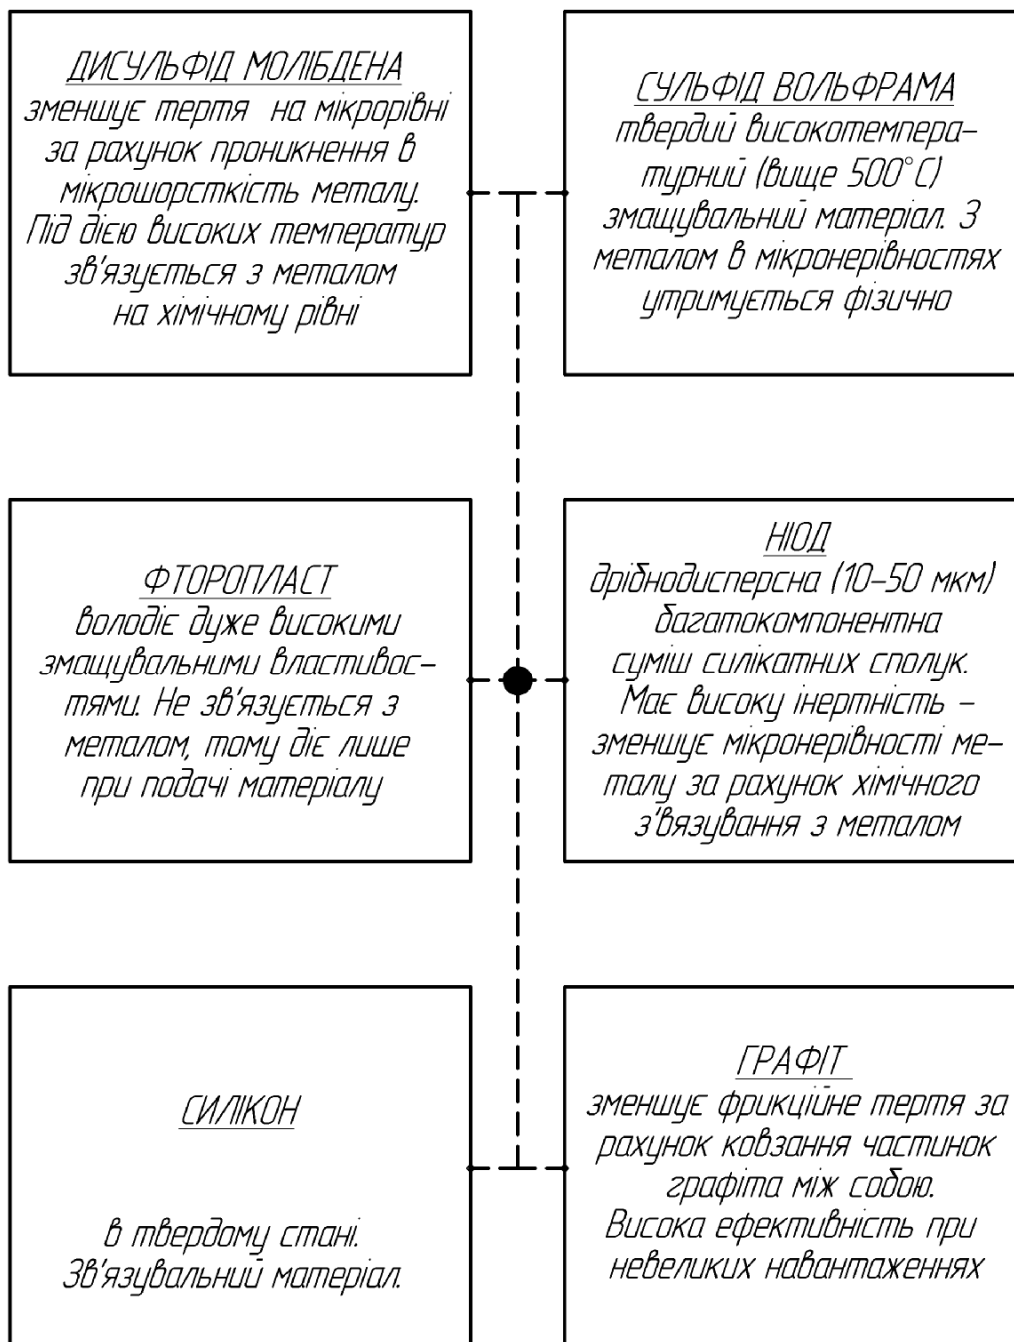 ДИСУЛЬФІД МОЛІБДЕНА
зменшує тертя на мікрорівні
за рахунок проникнення в
мікрошорсткість металу.
Під дією високих температур
зв'язується з металом
на хімічному рівні
СУЛЬФІД ВОЛЬФРАМА
твердий високотемпера-
турний (вище 500°С)
змащувальний матеріал. З
металом в мікронерівностях
утримується фізично
ФТОРОПЛАСТ
володіє дуже високими
змащувальними властивос-
тями. Не зв'язується з
металом, тому діє лише
при подачі матеріалу
НІОД
дрібнодисперсна (10-50 мкм)
багатокомпонентна
суміш силікатних сполук.
Має високу інертність -
зменшує мікронерівності ме-
талу за рахунок хімічного
з'вязування з металом
СИЛІКОН
в твердому стані.
Зв'язувальний матеріал.
ГРАФІТ
зменшує фрикційне тертя за
рахунок ковзання частинок
графіта між собою.
Висока ефективність при
невеликих навантаженнях